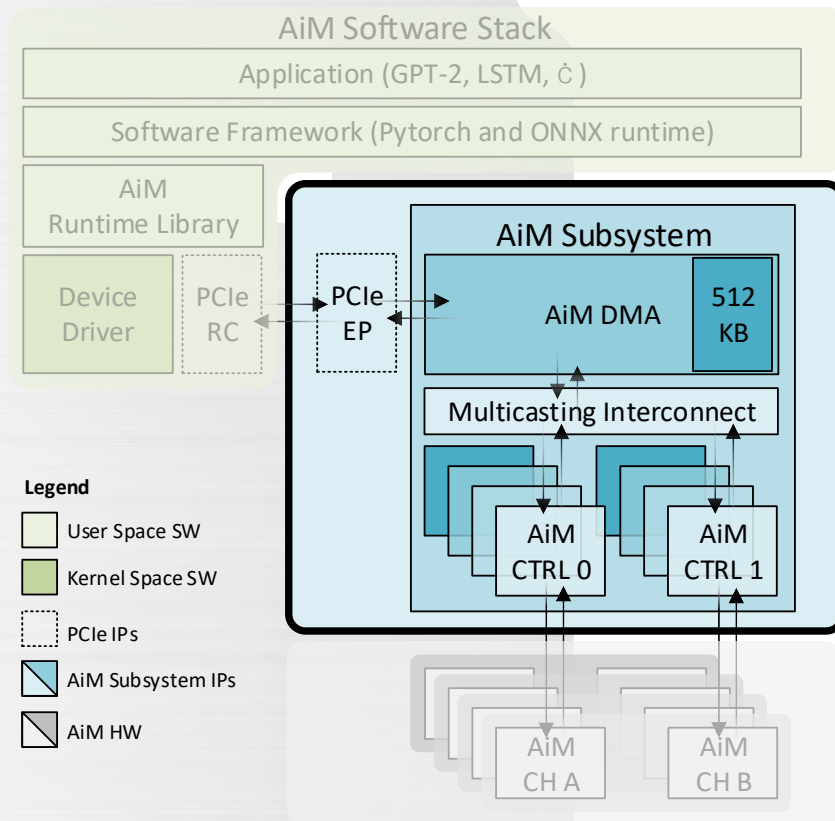 AiM Software Stack
Application (GPT-2, LSTM, Ċ )
Software Framework (Pytorch and ONNX runtime)
AiM
Runtime Library
Device
Driver
PCIe
RC
PCIe
EP
AiM Subsystem
AiM DMA
512
KB
Multicasting Interconnect
AiM
CTRL 0
AiM
CTRL 1
Legend
User Space SW
Kernel Space SW
PCIe IPs
AiM Subsystem IPs
AiM HW
AiM
CH A
AiM
CH B